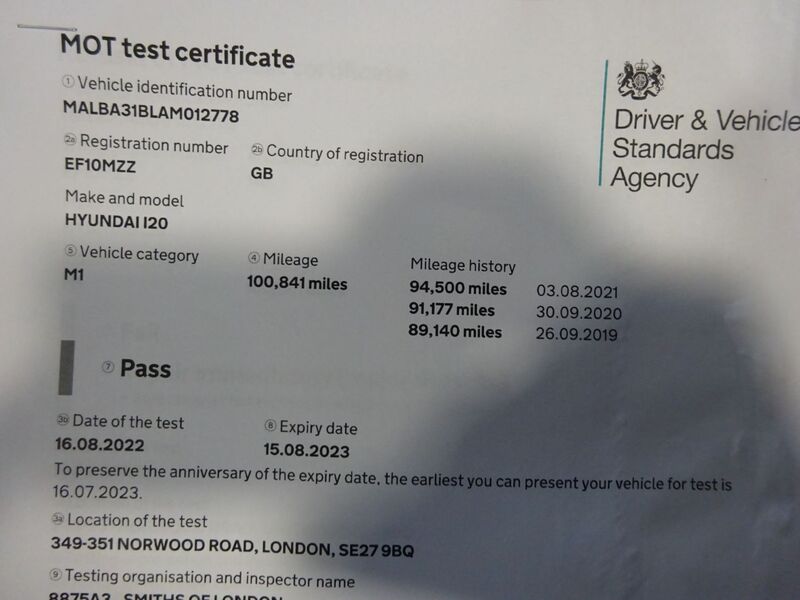 MOT test certificate
① Vehicle identification number
MALBA31BLAM012778
2a Registration number
EF10MZZ
2b Country of registration
GB
Make and model
HYUNDAI I20
⑤ Vehicle category
M1
④ Mileage
100,841 miles
Mileage history
94,500 miles 03.08.2021
91,177 miles 30.09.2020
89,140 miles 26.09.2019
⑦ Pass
3b Date of the test
16.08.2022
⑧ Expiry date
15.08.2023
To preserve the anniversary of the expiry date, the earliest you can present your vehicle for test is
16.07.2023.
3a Location of the test
349-351 NORWOOD ROAD, LONDON, SE27 9BQ
⑨ Testing organisation and inspector name
8875A3 SMITHS OF LONDON
Driver & Vehicle
Standards
Agency